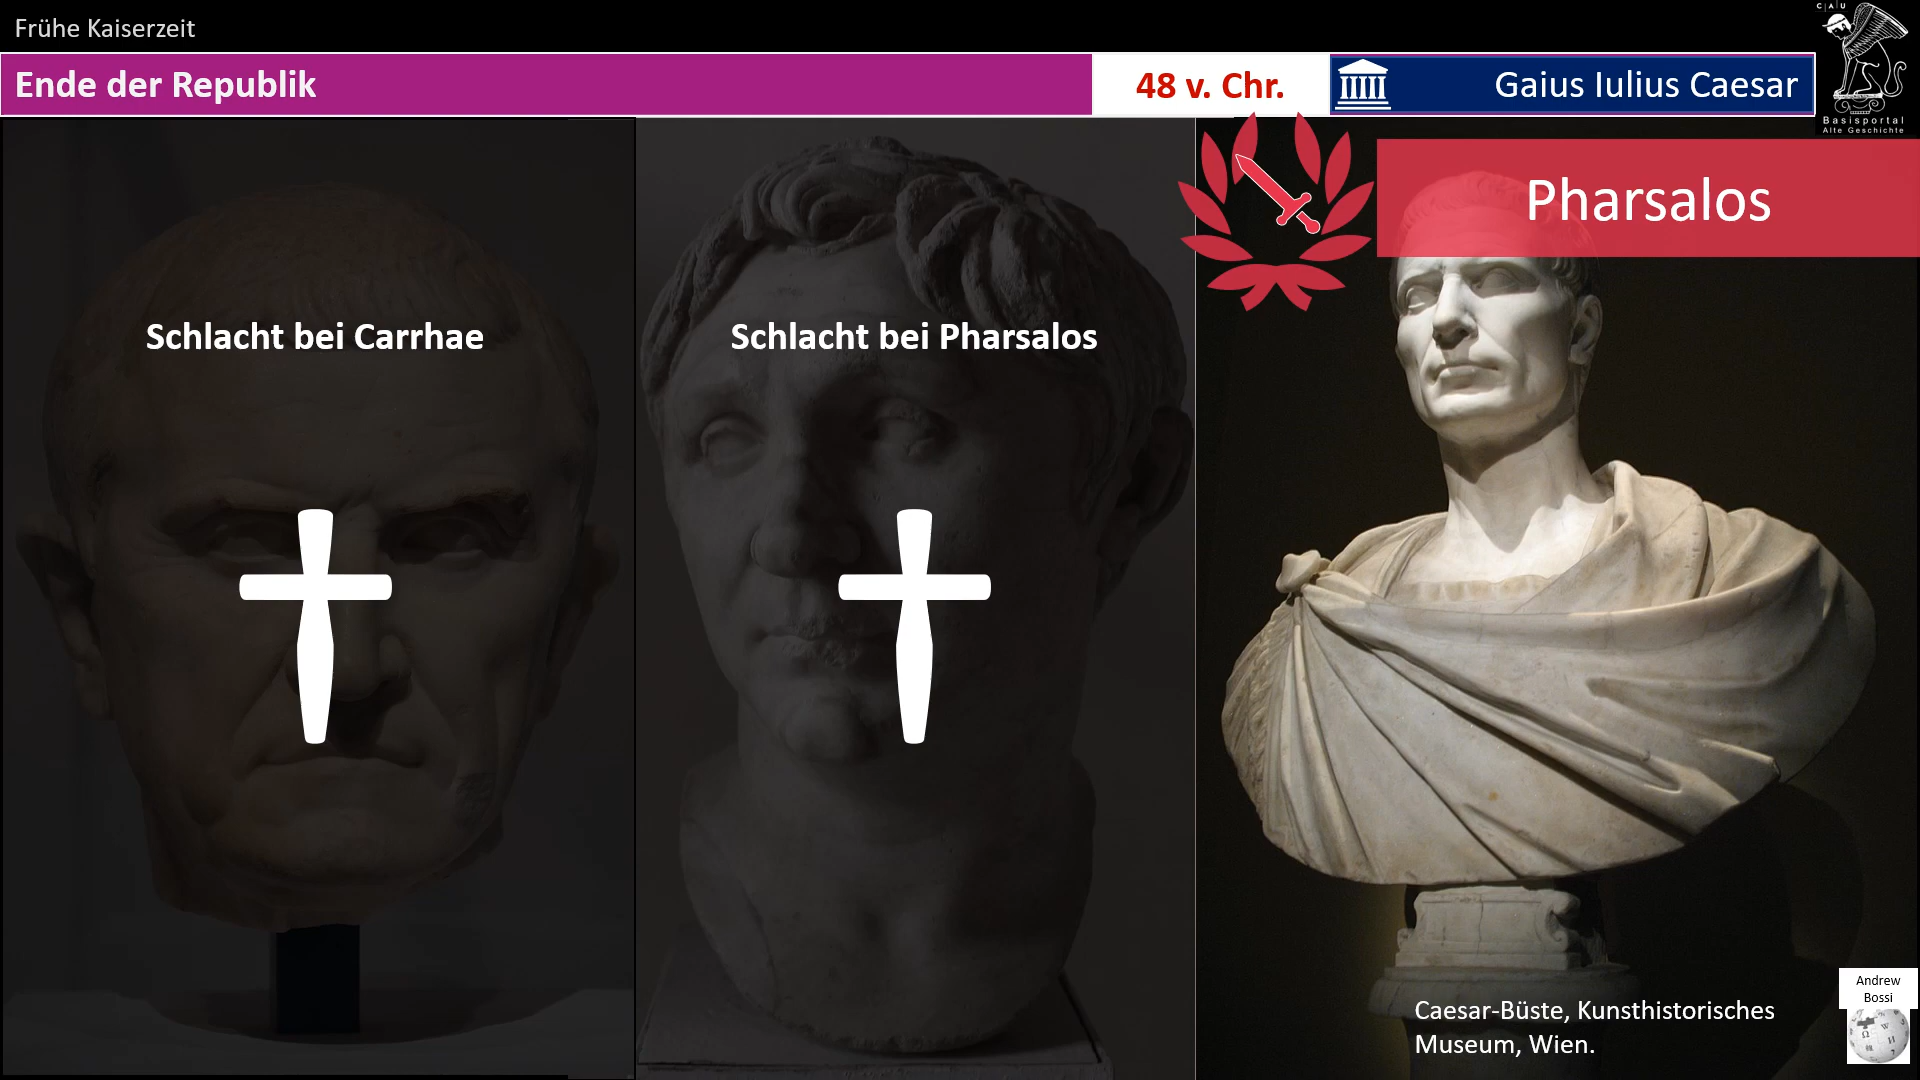 Frühe Kaiserzeit
Ende der Republik
48 v. Chr.
Gaius Iulius Caesar
C|A|U
Basisportal
Alte Geschichte
Pharsalos
Schlacht bei Carrhae
Schlacht bei Pharsalos
Caesar-Büste, Kunsthistorisches
Museum, Wien.
Andrew
Bossi